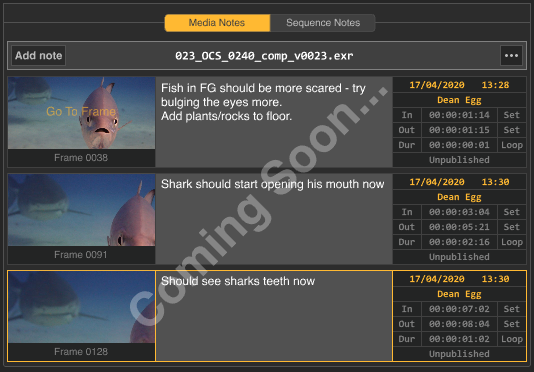 Media Notes Sequence Notes
Add note 023_OCS_0240_comp_v0023.exr ...
Fish in FG should be more scared - try
bulging the eyes more.
Add plants/rocks to floor.
Go To Frame
Frame 0038
17/04/2020 13:28
Dean Egg
In 00:00:01:14 Set
Out 00:00:01:15 Set
Dur 00:00:00:01 Loop
Unpublished
Shark should start opening his mouth now
Frame 0091
17/04/2020 13:30
Dean Egg
In 00:00:03:04 Set
Out 00:00:05:21 Set
Dur 00:00:02:16 Loop
Unpublished
Should see sharks teeth now
Frame 0128
17/04/2020 13:30
Dean Egg
In 00:00:07:02 Set
Out 00:00:08:04 Set
Dur 00:00:01:02 Loop
Unpublished
Coming Soon...